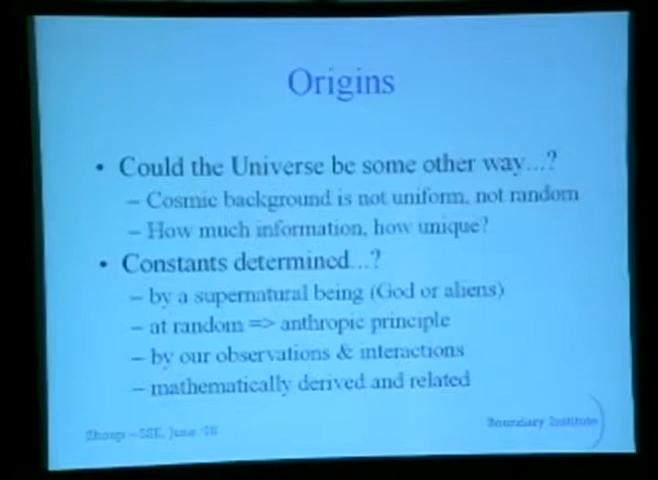 Origins
• Could the Universe be some other way...?
– Cosmic background is not uniform, not random
– How much information, how unique?
• Constants determined...?
– by a supernatural being (God or aliens)
– at random => anthropic principle
– by our observations & interactions
– mathematically derived and related
Shoup – SSE, June
Boundary Institute